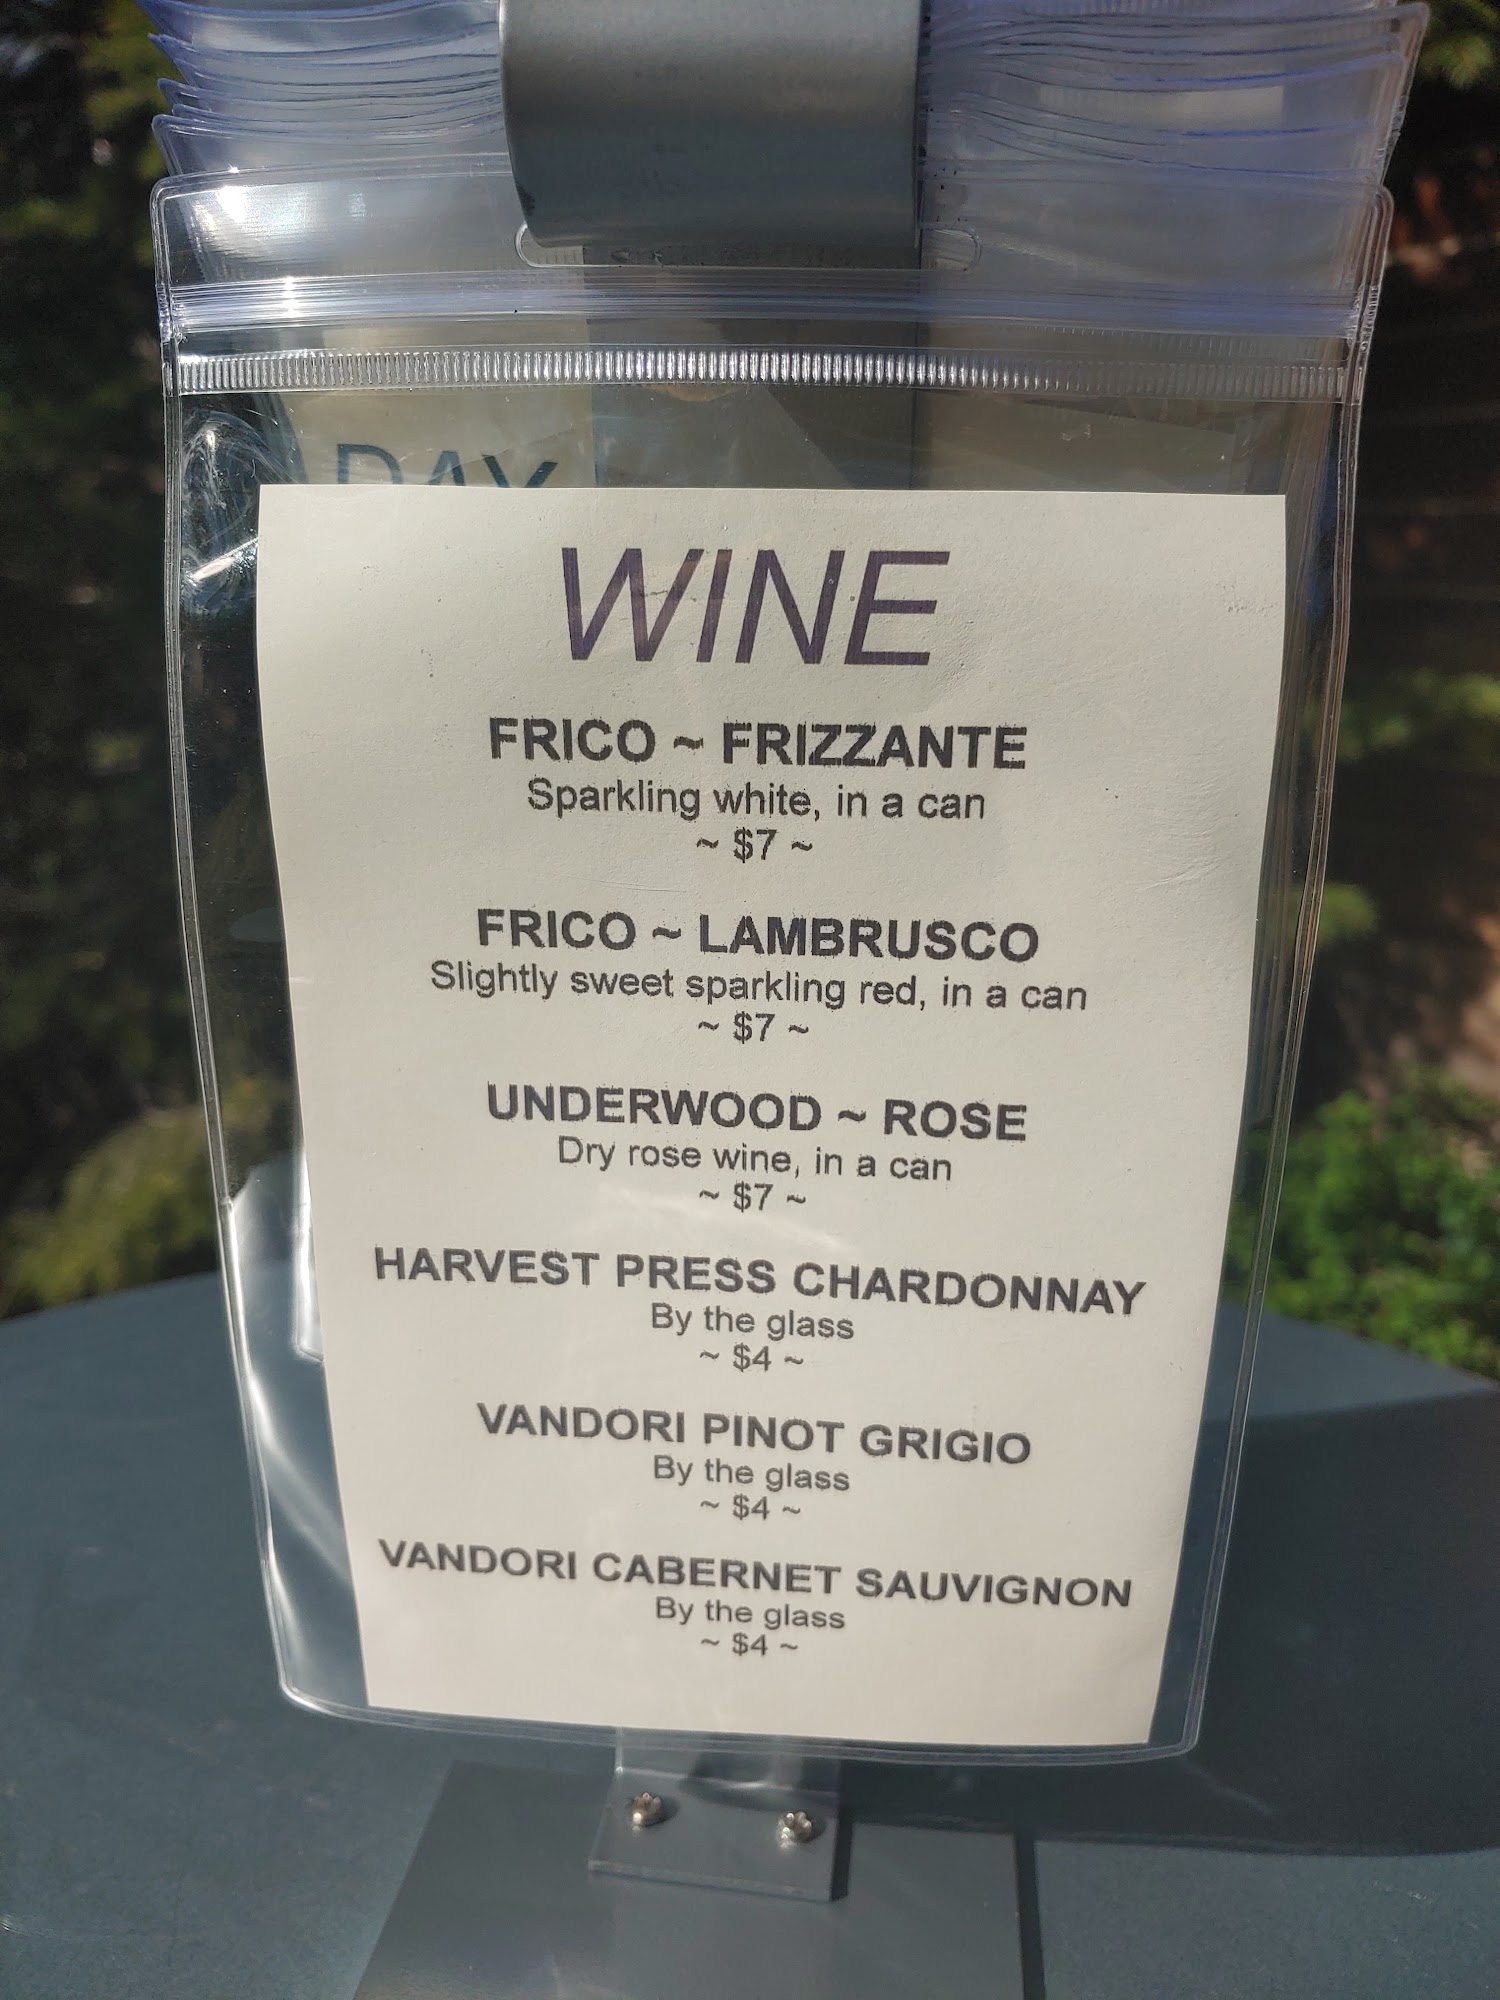 DAY
WINE
FRICO ~ FRIZZANTE
Sparkling white, in a can
~ $7 ~
FRICO ~ LAMBRUSCO
Slightly sweet sparkling red, in a can
~ $7 ~
UNDERWOOD ~ ROSE
Dry rose wine, in a can
~ $7 ~
HARVEST PRESS CHARDONNAY
By the glass
~ $4 ~
VANDORI PINOT GRIGIO
By the glass
~ $4 ~
VANDORI CABERNET SAUVIGNON
By the glass
~ $4 ~